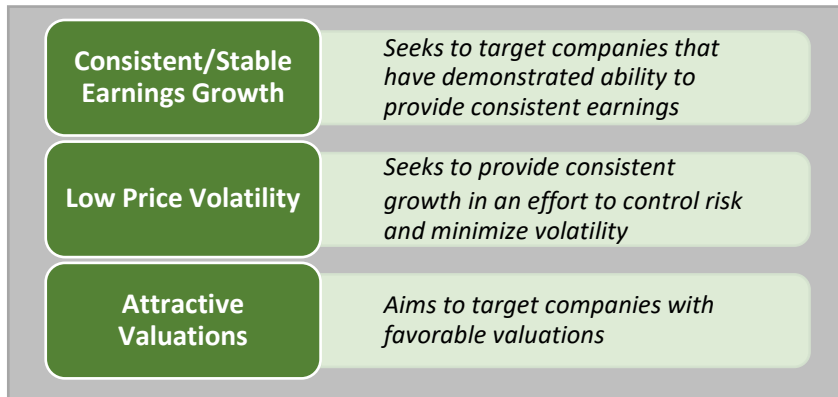 Consistent/Stable
Earnings Growth
Seeks to target companies that
have demonstrated ability to
provide consistent earnings
Low Price Volatility
Seeks to provide consistent
growth in an effort to control risk
and minimize volatility
Attractive
Valuations
Aims to target companies with
favorable valuations